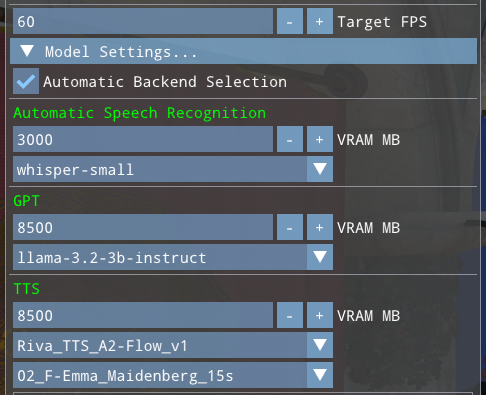 60 - + Target FPS
Model Settings...
Automatic Backend Selection
Automatic Speech Recognition
3000 - + VRAM MB
whisper-small
GPT
8500 - + VRAM MB
llama-3.2-3b-instruct
TTS
8500 - + VRAM MB
Riva_TTS_A2-Flow_v1
02_F-Emma_Maidenberg_15s